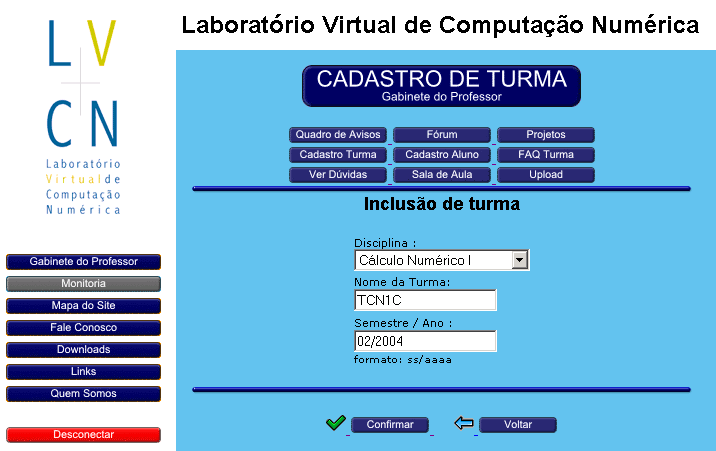 Laboratório Virtual de Computação Numérica
LV
CN
Laboratório
Virtual de
Computação
Numérica
Gabinete do Professor
Monitoria
Mapa do Site
Fale Conosco
Downloads
Links
Quem Somos
Desconectar
CADASTRO DE TURMA
Gabinete do Professor
Quadro de Avisos Fórum Projetos
Cadastro Turma Cadastro Aluno FAQ Turma
Ver Dúvidas Sala de Aula Upload
Inclusão de turma
Disciplina :
Cálculo Numérico I
Nome da Turma:
TCN1C
Semestre / Ano :
02/2004
formato: ss/aaaa
Confirmar Voltar